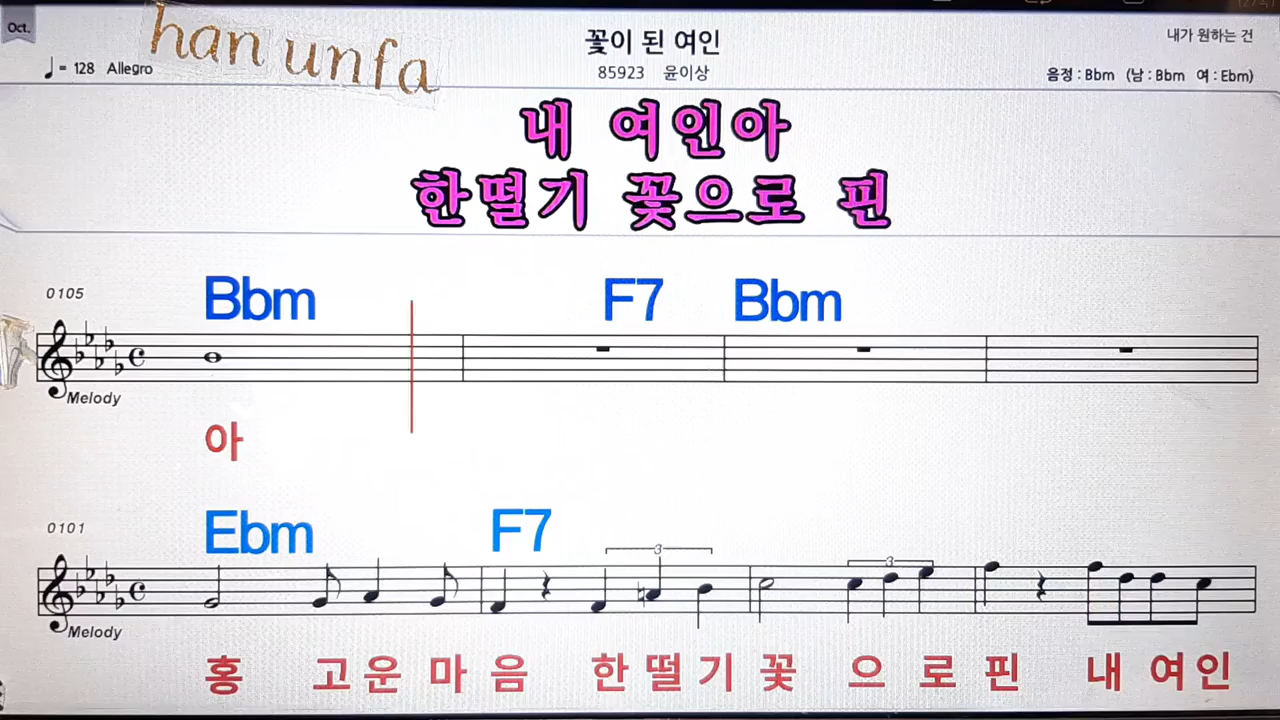 Oct.
han unfa
꽃이 된 여인
내가 원하는 건
♩= 128 Allegro
85923 윤이상
음정 : Bbm (남 : Bbm 여 : Ebm)
내 여인아
한떨기 꽃으로 핀
0105
Bbm F7 Bbm
Melody
아
0101
Ebm F7
3 3
Melody
홍 고운 마 음 한 떨 기 꽃 으 로 핀 내 여인